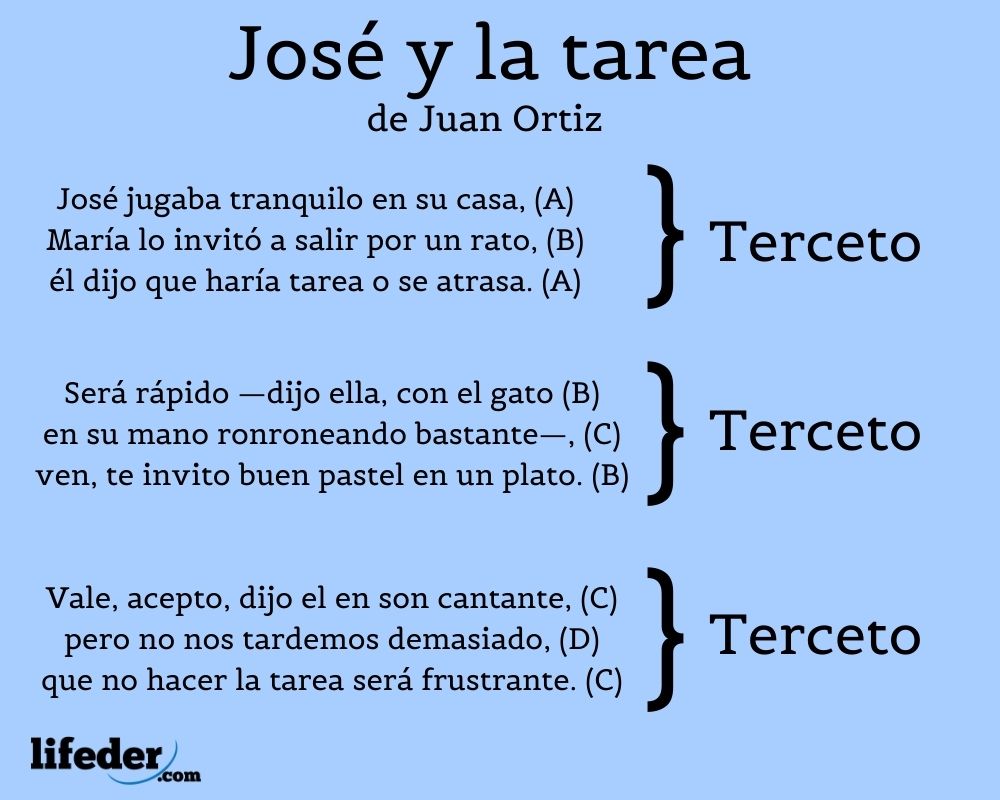 José y la tarea
de Juan Ortiz
José jugaba tranquilo en su casa, (A)
María lo invitó a salir por un rato, (B)
él dijo que haría tarea o se atrasa. (A)
} Terceto
Será rápido —dijo ella, con el gato (B)
en su mano ronroneando bastante—, (C)
ven, te invito buen pastel en un plato. (B)
} Terceto
Vale, acepto, dijo el en son cantante, (C)
pero no nos tardemos demasiado, (D)
que no hacer la tarea será frustrante. (C)
} Terceto
lifeder.com